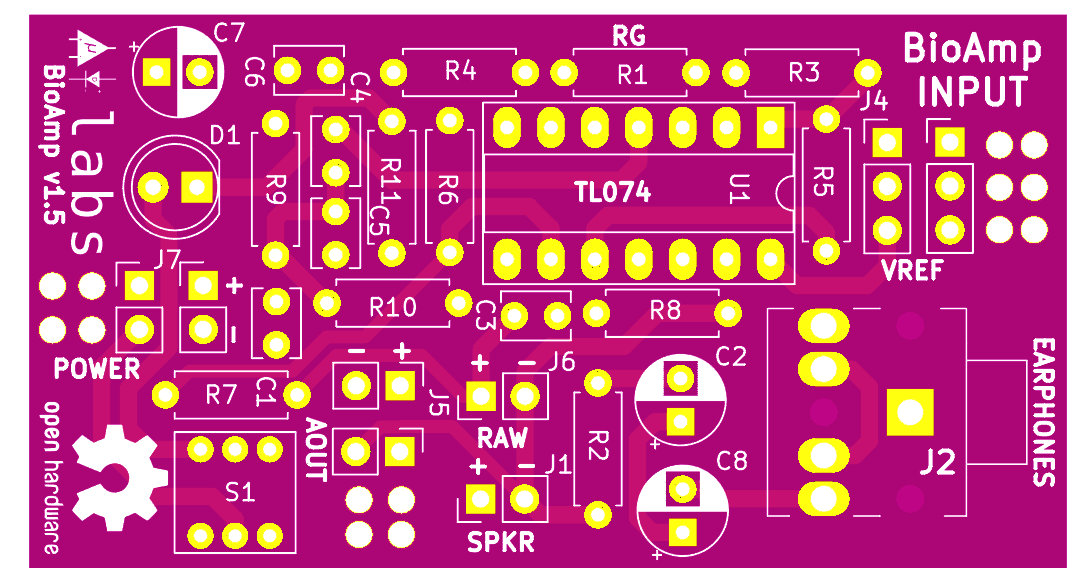 C7
RG
BioAmp
INPUT
µ
BioAmp v1.5
labs
+
C6
C4
R4
R1
R3
J4
D1
R9
R11
C5
R6
TL074
U1
R5
VREF
J7
+
-
POWER
R10
C3
R8
R7
C1
- +
J5
AOUT
+ -
J6
RAW
+ -
J1
SPKR
R2
C2
+
C8
+
J2
EARPHONES
S1
open hardware